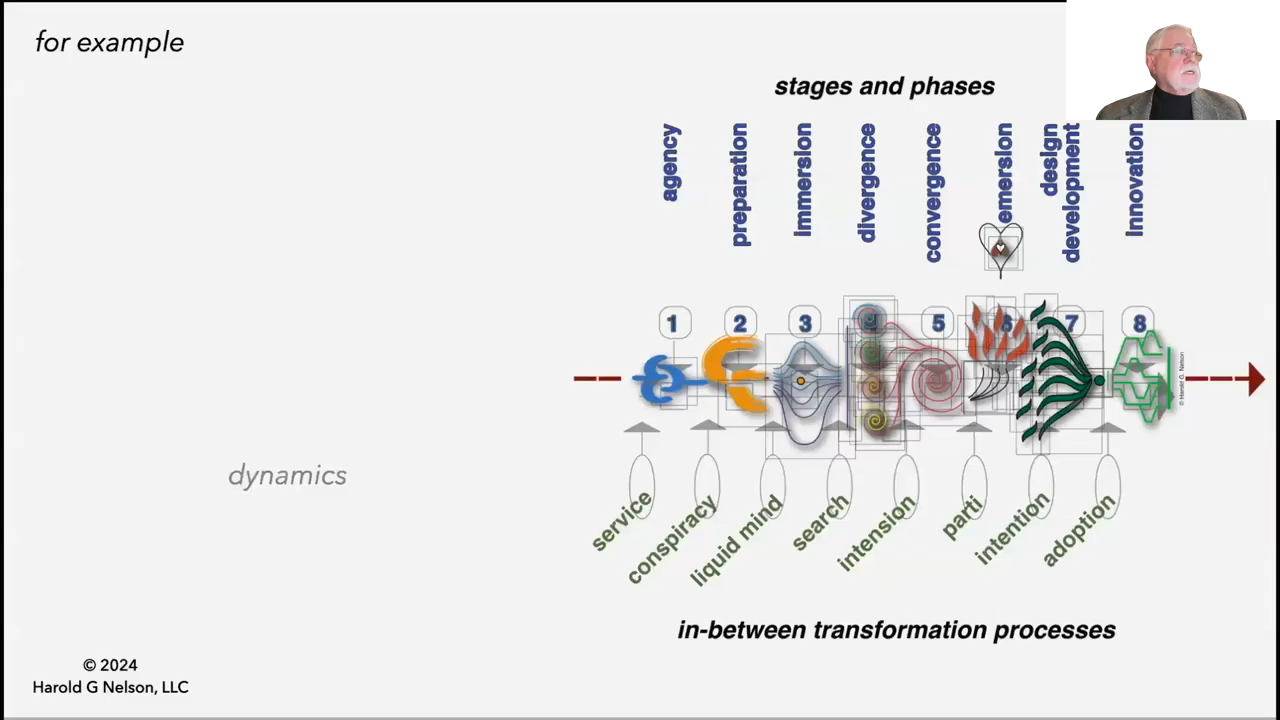 for example
stages and phases
agency
preparation
immersion
divergence
convergence
emersion
design
development
Innovation
1
2
3
5
7
8
© Harold G. Nelson
dynamics
service
conspiracy
liquid mind
search
intension
parti
intention
adoption
in-between transformation processes
© 2024
Harold G Nelson, LLC